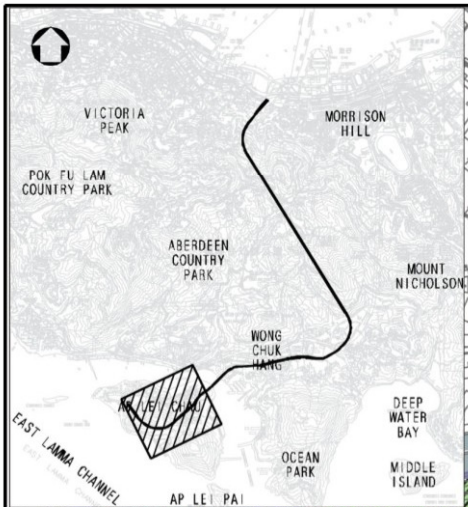 VICTORIA
PEAK
MORRISON
HILL
POK FU LAM
COUNTRY PARK
ABERDEEN
COUNTRY
PARK
MOUNT
NICHOLSON
WONG
CHUK
HANG
AP LEI CHAU
DEEP
WATER
BAY
EAST LAMMA CHANNEL
OCEAN
PARK
MIDDLE
ISLAND
AP LEI PAI